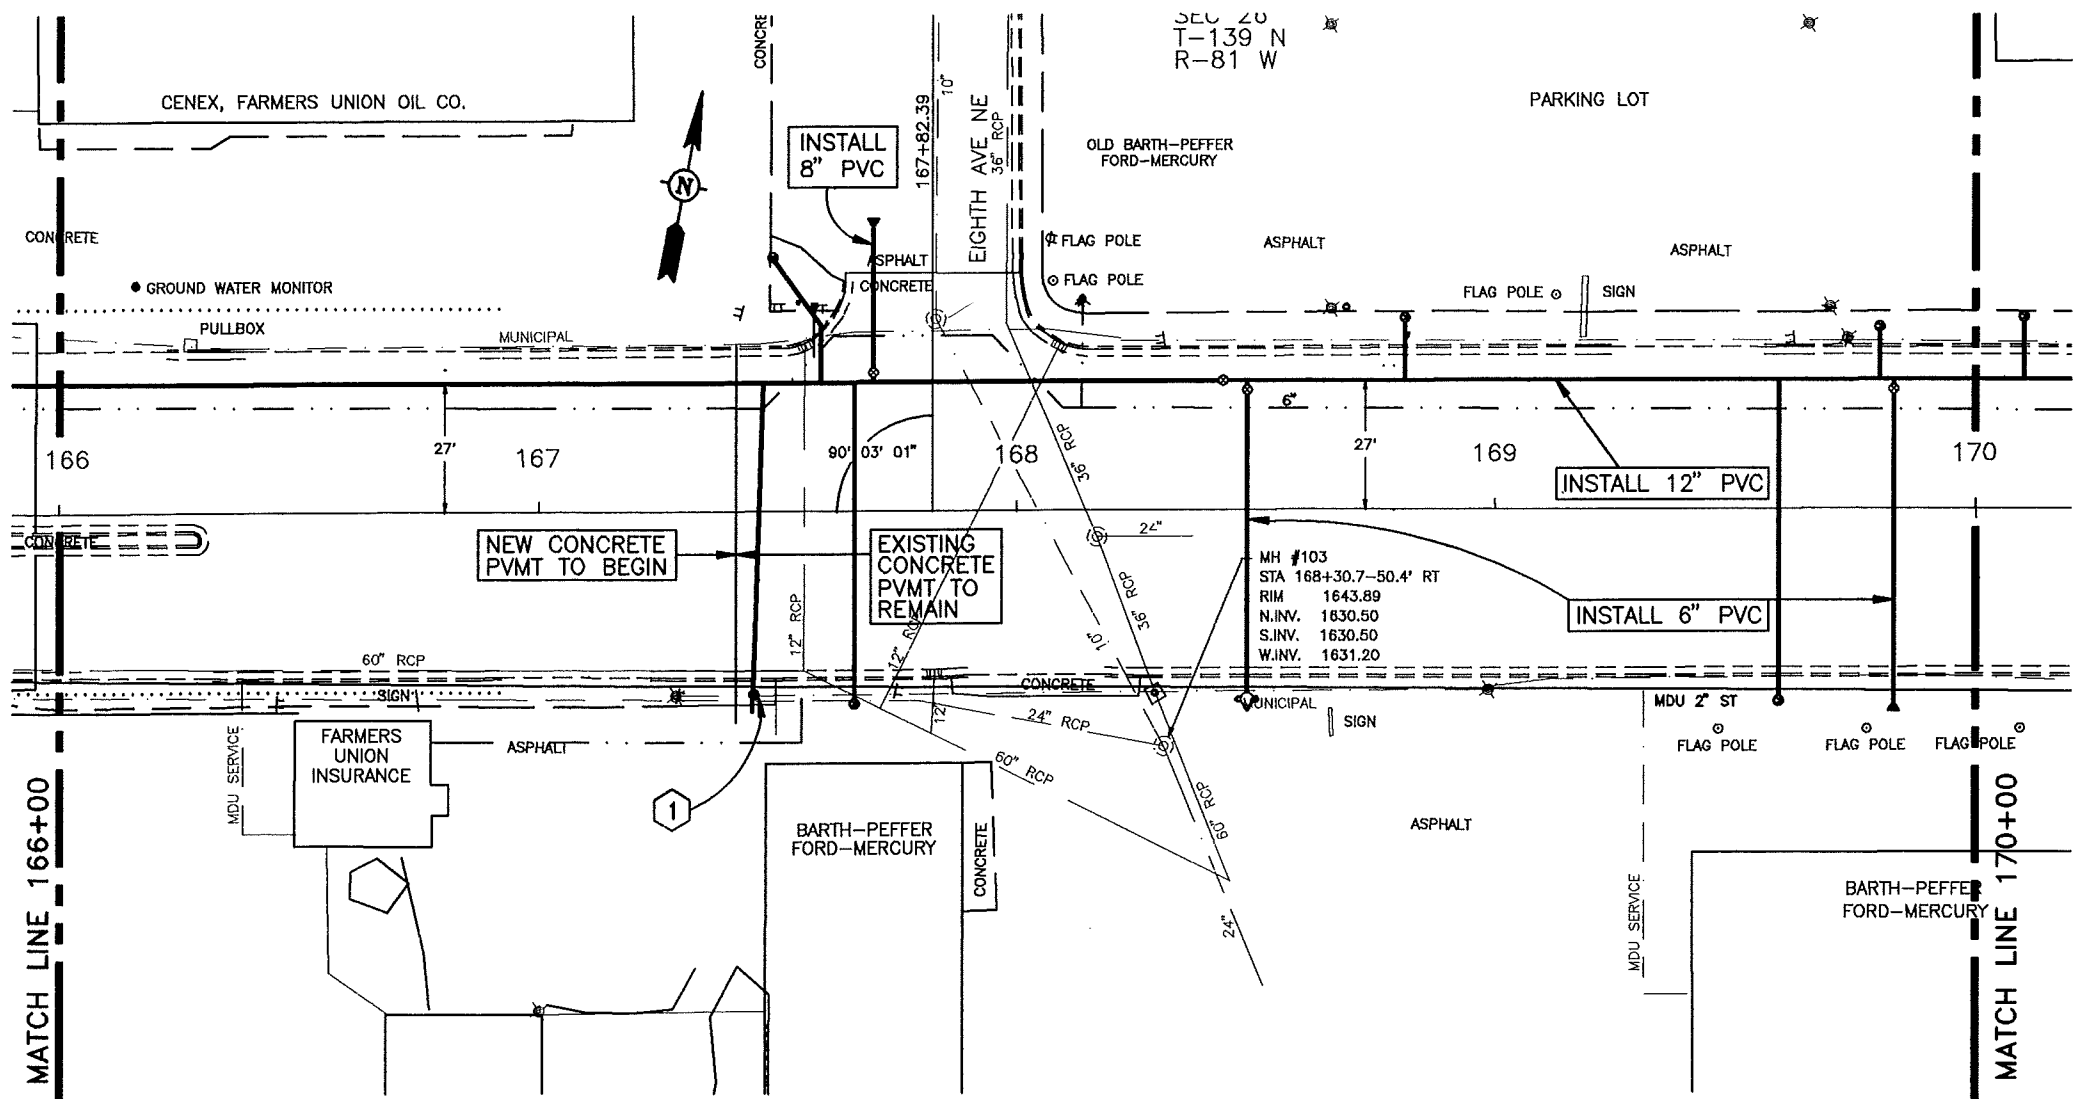 SEC 26
T-139 N
R-81 W
CONCRE
CENEX, FARMERS UNION OIL CO.
PARKING LOT
167+82.39
10"
EIGHTH AVE NE
36" RCP
INSTALL
8" PVC
OLD BARTH-PEFFER
FORD-MERCURY
N
CONCRETE
FLAG POLE
ASPHALT
ASPHALT
ASPHALT
FLAG POLE
CONCRETE
GROUND WATER MONITOR
FLAG POLE
SIGN
PULLBOX
MUNICIPAL
6"
27'
90' 03' 01"
27'
166
167
168
169
170
36" RCP
INSTALL 12" PVC
CONCRETE
NEW CONCRETE
PVMT TO BEGIN
EXISTING
CONCRETE
PVMT TO
REMAIN
24"
MH #103
STA 168+30.7-50.4' RT
RIM 1643.89
N.INV. 1630.50
S.INV. 1630.50
W.INV. 1631.20
36" RCP
10"
12" RCP
12" RCP
INSTALL 6" PVC
60" RCP
SIGN
CONCRETE
MUNICIPAL
MDU 2" ST
12"
24" RCP
SIGN
FARMERS
UNION
INSURANCE
ASPHALT
FLAG POLE
FLAG POLE
FLAG POLE
MDU SERVICE
60" RCP
60" RCP
1
BARTH-PEFFER
FORD-MERCURY
CONCRETE
ASPHALT
MDU SERVICE
BARTH-PEFFER
FORD-MERCURY
24"
MATCH LINE 166+00
MATCH LINE 170+00